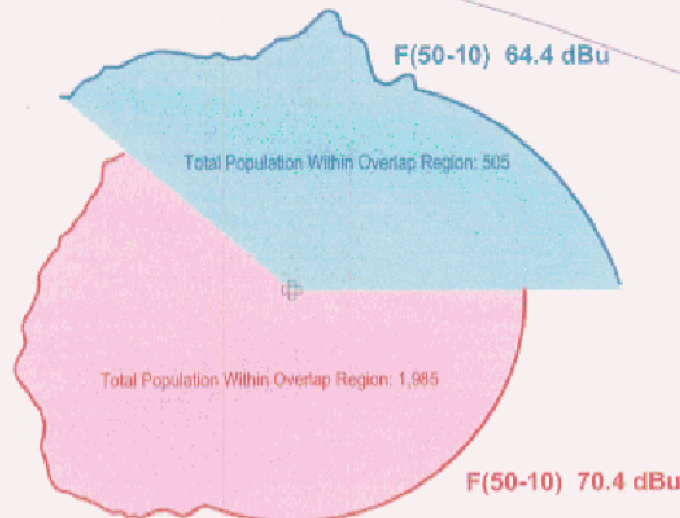 F(50-10) 64.4 dBu
Total Population Within Overlap Region: 505
Total Population Within Overlap Region: 1,985
F(50-10) 70.4 dBu